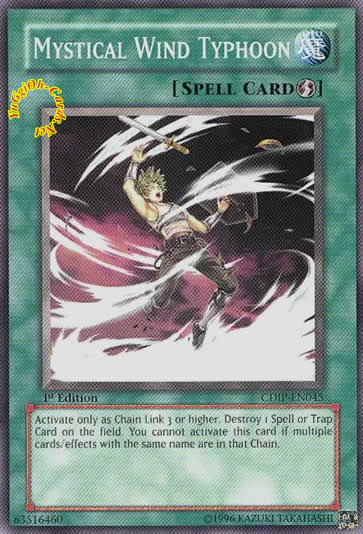 Mystical Wind Typhoon
[Spell Card]
YuGiOh-Cards.Net
1st Edition
CDIP-EN045
Activate only as Chain Link 3 or higher. Destroy 1 Spell or Trap
Card on the field. You cannot activate this card if multiple
cards/effects with the same name are in that Chain.
63516460
©1996 KAZUKI TAKAHASHI